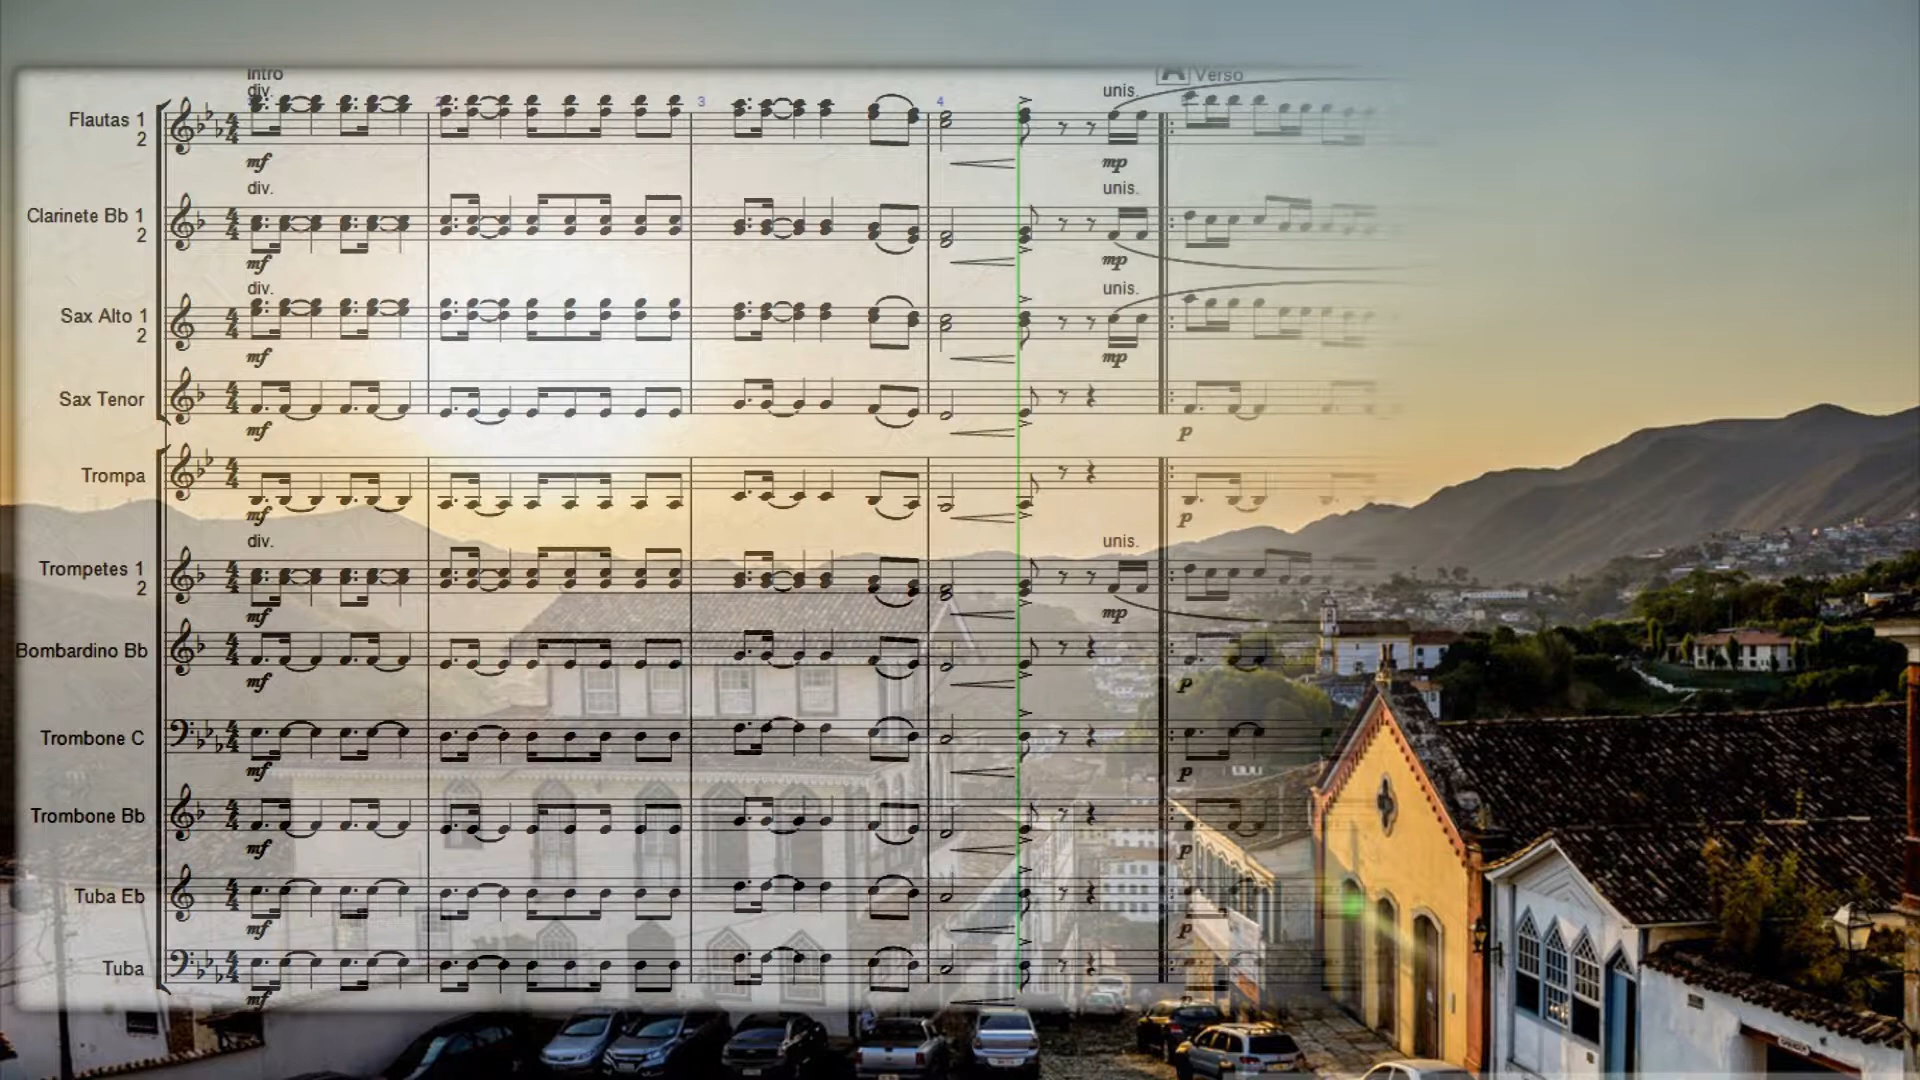 Intro
A Verso
div.
2
3
4
unis.
Flautas 1
2
mf
mp
div.
unis.
Clarinete Bb 1
2
mf
mp
div.
unis.
Sax Alto 1
2
mf
mp
Sax Tenor
mf
p
Trompa
mf
p
div.
unis.
Trompetes 1
2
mf
mp
Bombardino Bb
mf
p
Trombone C
mf
p
Trombone Bb
mf
p
Tuba Eb
mf
p
Tuba
mf
p